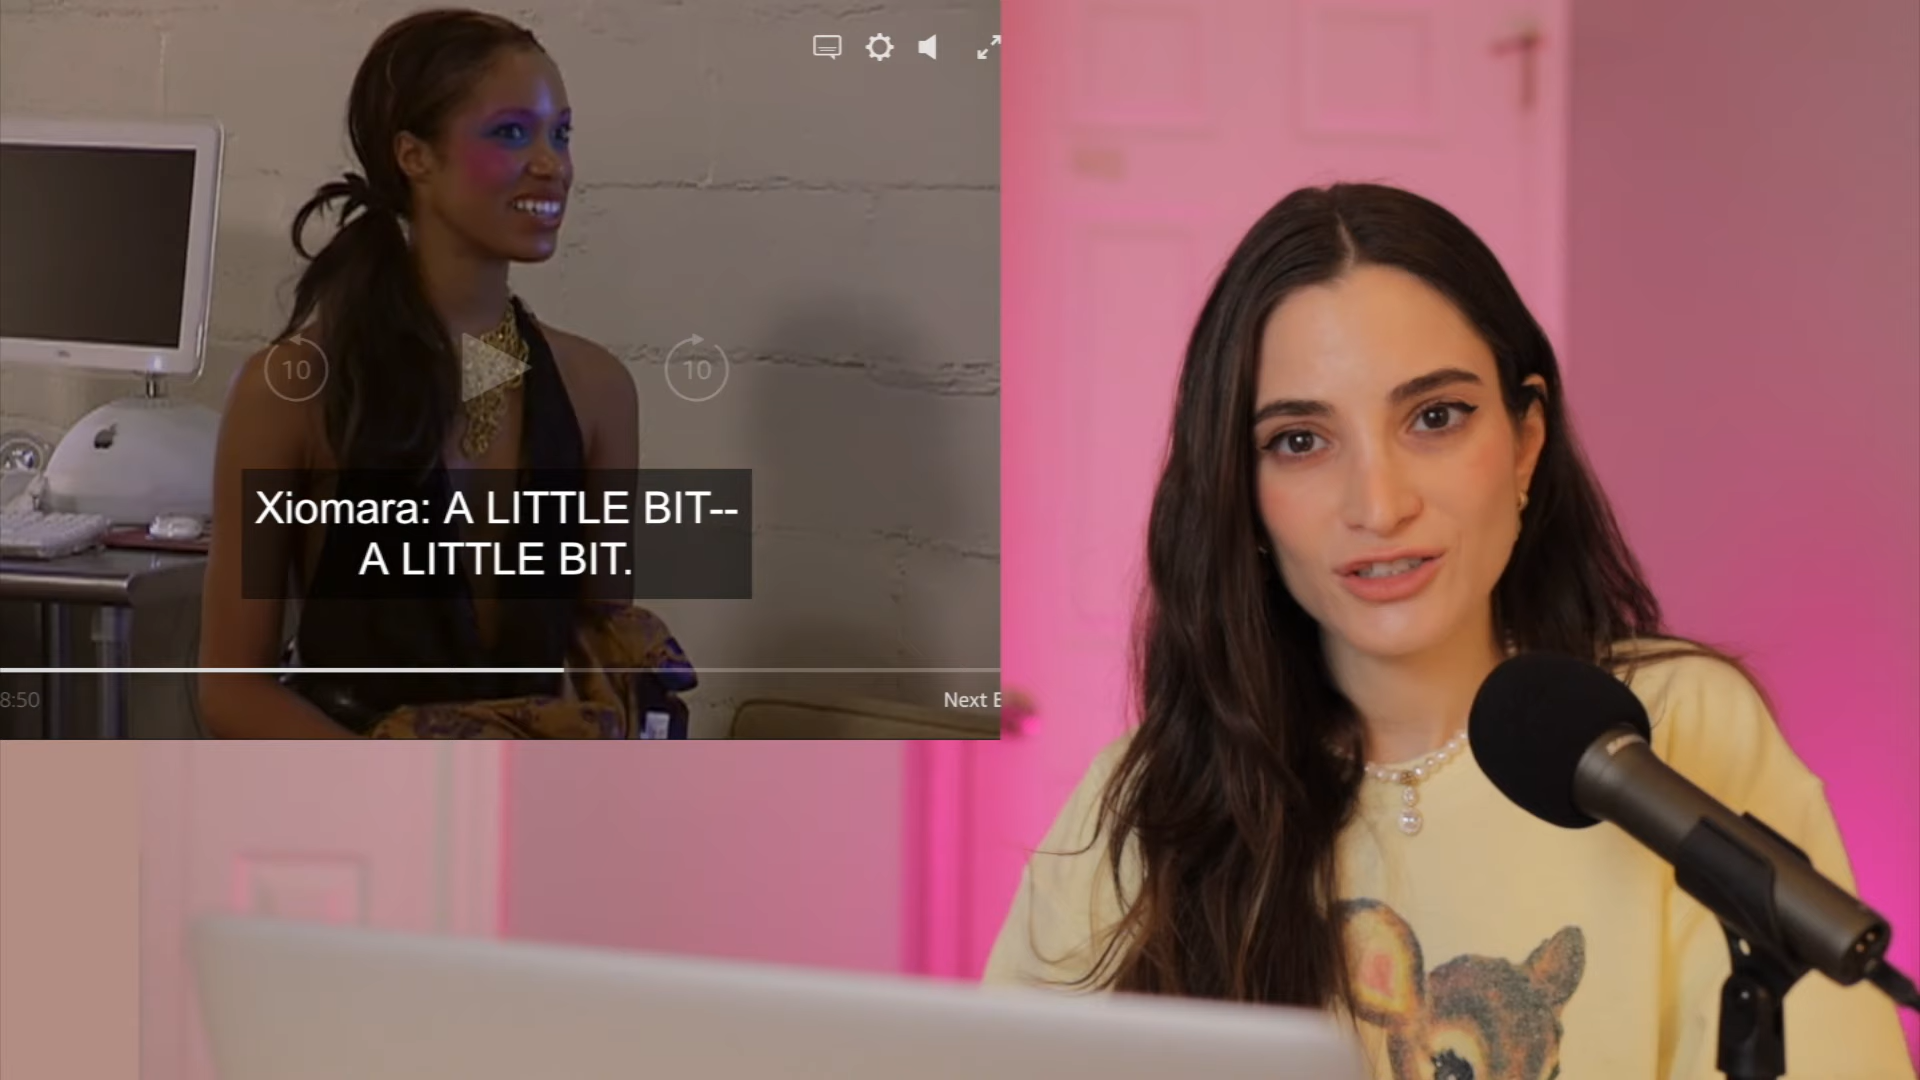 10
10
Xiomara: A LITTLE BIT--
A LITTLE BIT.
8:50
Next E